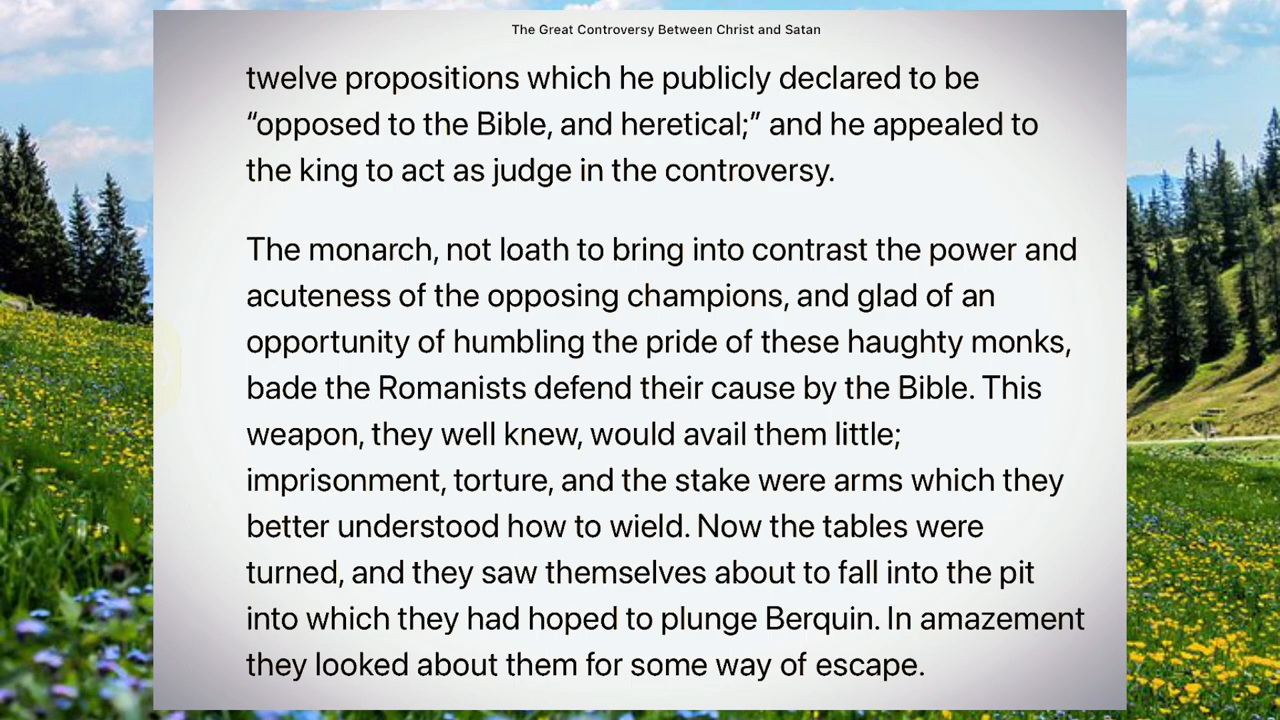 The Great Controversy Between Christ and Satan
twelve propositions which he publicly declared to be
“opposed to the Bible, and heretical;” and he appealed to
the king to act as judge in the controversy.
The monarch, not loath to bring into contrast the power and
acuteness of the opposing champions, and glad of an
opportunity of humbling the pride of these haughty monks,
bade the Romanists defend their cause by the Bible. This
weapon, they well knew, would avail them little;
imprisonment, torture, and the stake were arms which they
better understood how to wield. Now the tables were
turned, and they saw themselves about to fall into the pit
into which they had hoped to plunge Berquin. In amazement
they looked about them for some way of escape.